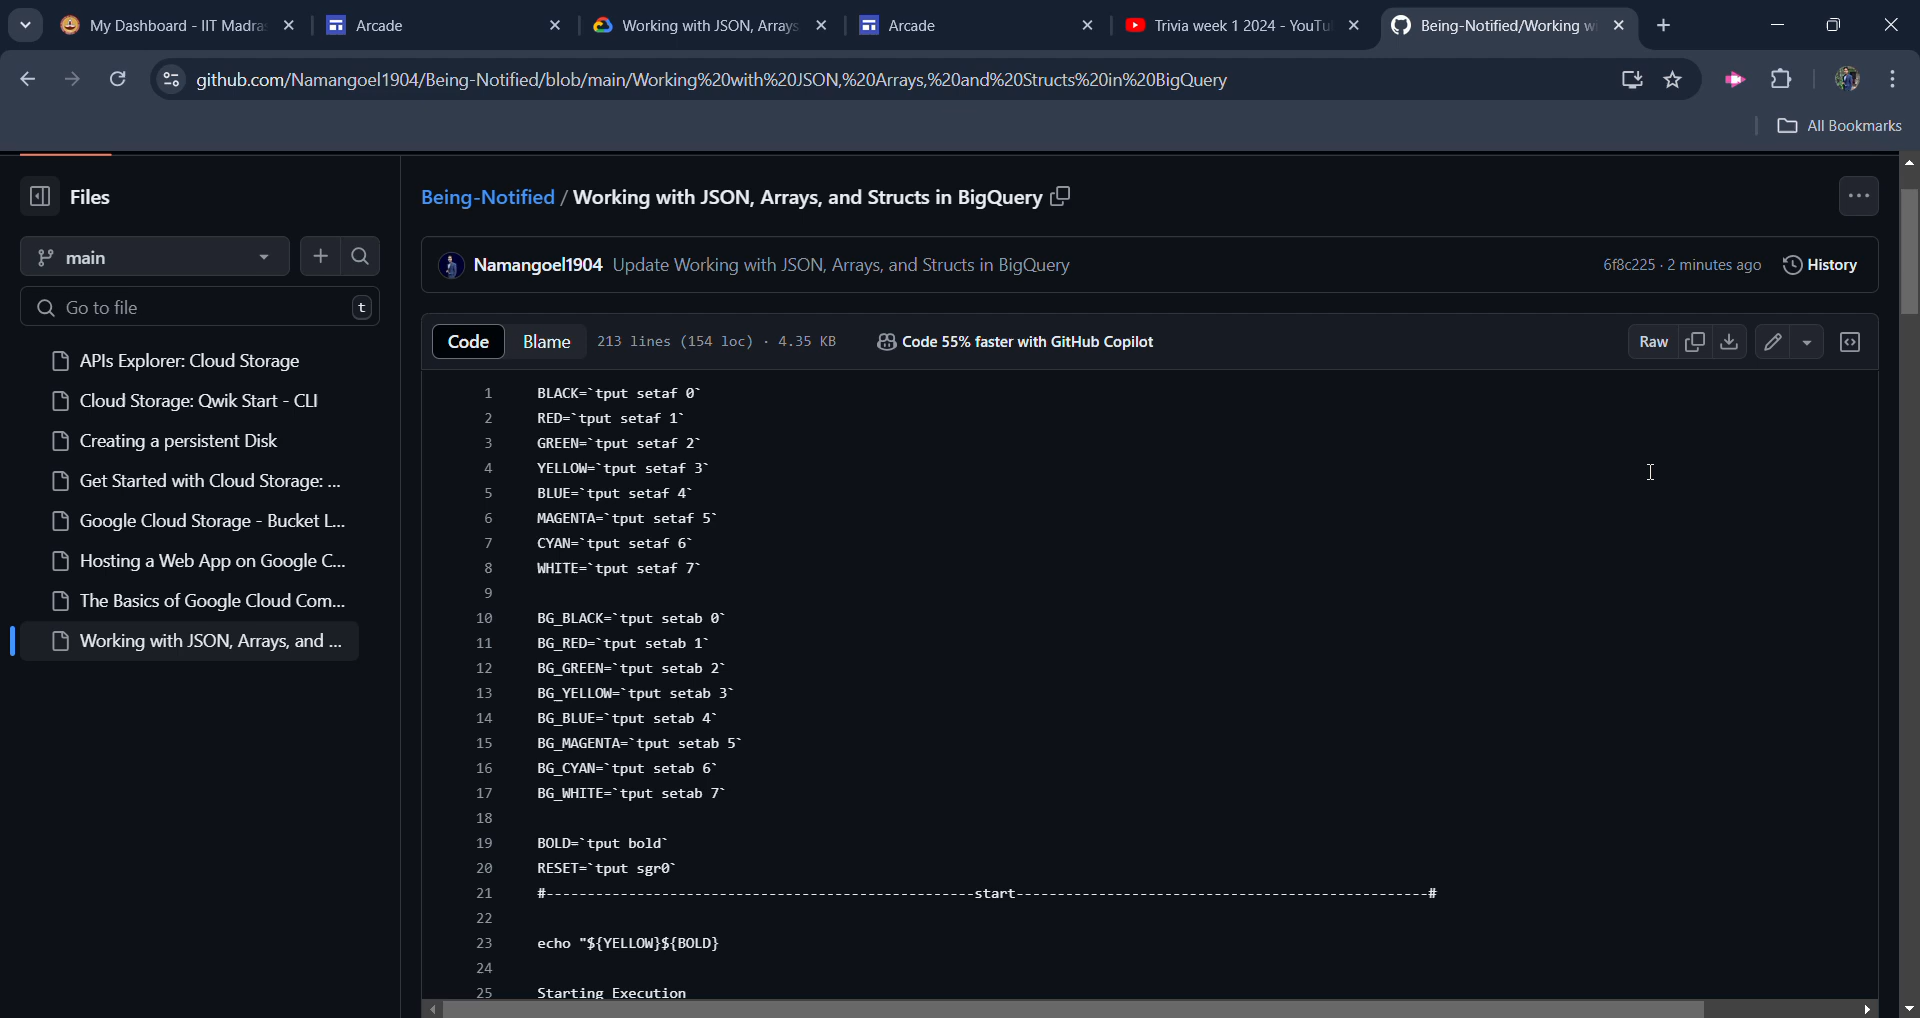 My Dashboard - IIT Madra
Arcade
Working with JSON, Arrays
Arcade
Trivia week 1 2024 - YouTu
Being-Notified/Working w
github.com/Namangoel1904/Being-Notified/blob/main/Working%20with%20JSON,%20Arrays,%20and%20Structs%20in%20BigQuery
All Bookmarks
Files
Being-Notified / Working with JSON, Arrays, and Structs in BigQuery
main
Namangoel1904 Update Working with JSON, Arrays, and Structs in BigQuery
6f8c225 · 2 minutes ago
History
Go to file
t
Code
Blame
213 lines (154 loc) · 4.35 KB
Code 55% faster with GitHub Copilot
Raw
APIs Explorer: Cloud Storage
Cloud Storage: Qwik Start - CLI
Creating a persistent Disk
Get Started with Cloud Storage: ...
Google Cloud Storage - Bucket L...
Hosting a Web App on Google C...
The Basics of Google Cloud Com...
Working with JSON, Arrays, and ...
1 BLACK=`tput setaf 0`
2 RED=`tput setaf 1`
3 GREEN=`tput setaf 2`
4 YELLOW=`tput setaf 3`
5 BLUE=`tput setaf 4`
6 MAGENTA=`tput setaf 5`
7 CYAN=`tput setaf 6`
8 WHITE=`tput setaf 7`
9
10 BG_BLACK=`tput setab 0`
11 BG_RED=`tput setab 1`
12 BG_GREEN=`tput setab 2`
13 BG_YELLOW=`tput setab 3`
14 BG_BLUE=`tput setab 4`
15 BG_MAGENTA=`tput setab 5`
16 BG_CYAN=`tput setab 6`
17 BG_WHITE=`tput setab 7`
18
19 BOLD=`tput bold`
20 RESET=`tput sgr0`
21 #----------------------------------------------------start--------------------------------------------------#
22
23 echo "${YELLOW}${BOLD}
24
25 Starting Execution